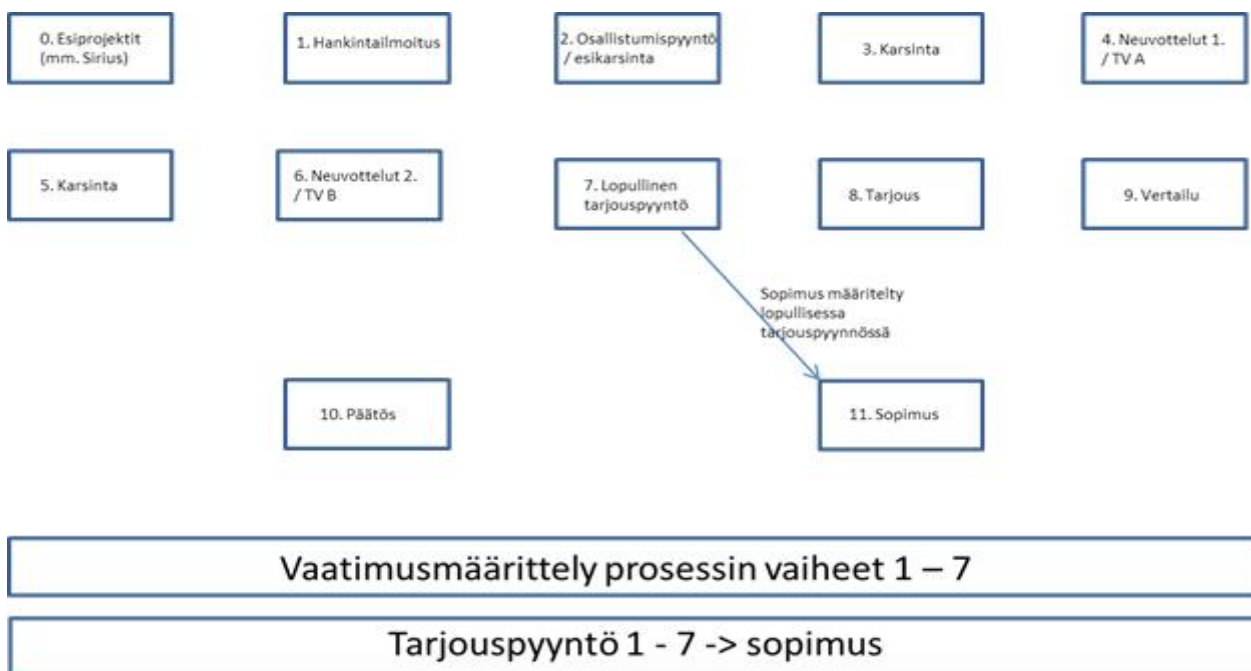 0. Esiprojektit
(mm. Sirius)
1. Hankintailmoitus
2. Osallistumispyyntö
/ esikarsinta
3. Karsinta
4. Neuvottelut 1.
/ TV A
5. Karsinta
6. Neuvottelut 2.
/ TV B
7. Lopullinen
tarjouspyyntö
8. Tarjous
9. Vertailu
Sopimus määritelty
lopullisessa
tarjouspyynnössä
10. Päätös
11. Sopimus
Vaatimusmäärittely prosessin vaiheet 1 – 7
Tarjouspyyntö 1 - 7 -> sopimus